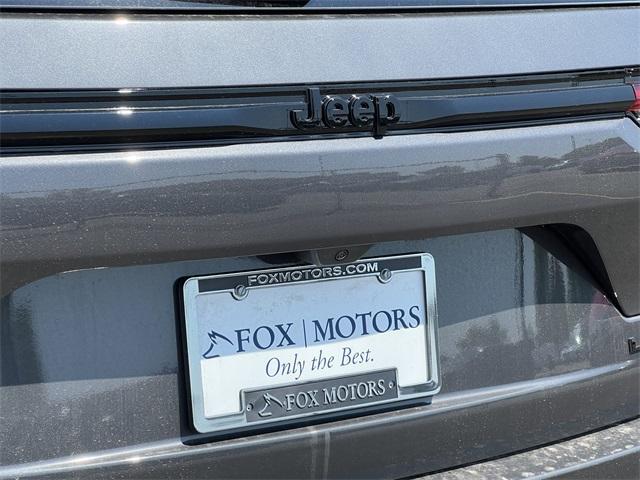 Jeep
FOXMOTORS.COM
FOX | MOTORS
Only the Best.
FOX MOTORS